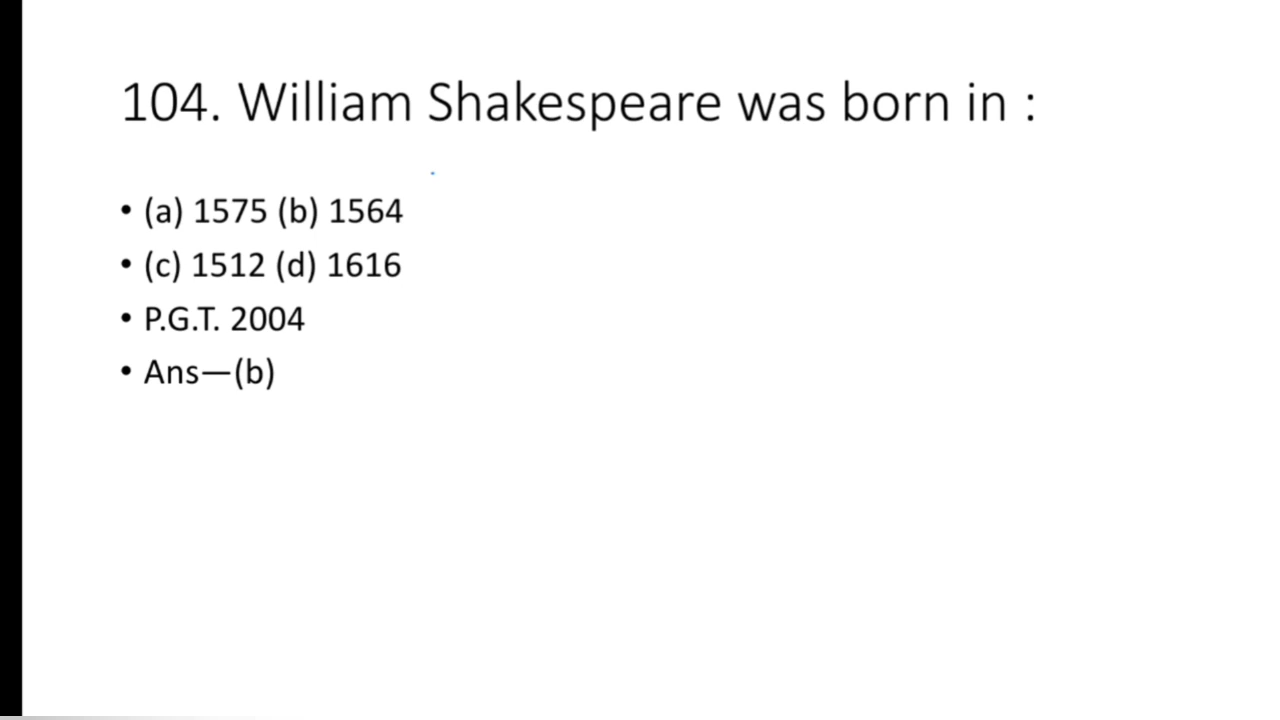 104. William Shakespeare was born in :
• (a) 1575 (b) 1564
• (c) 1512 (d) 1616
• P.G.T. 2004
• Ans—(b)